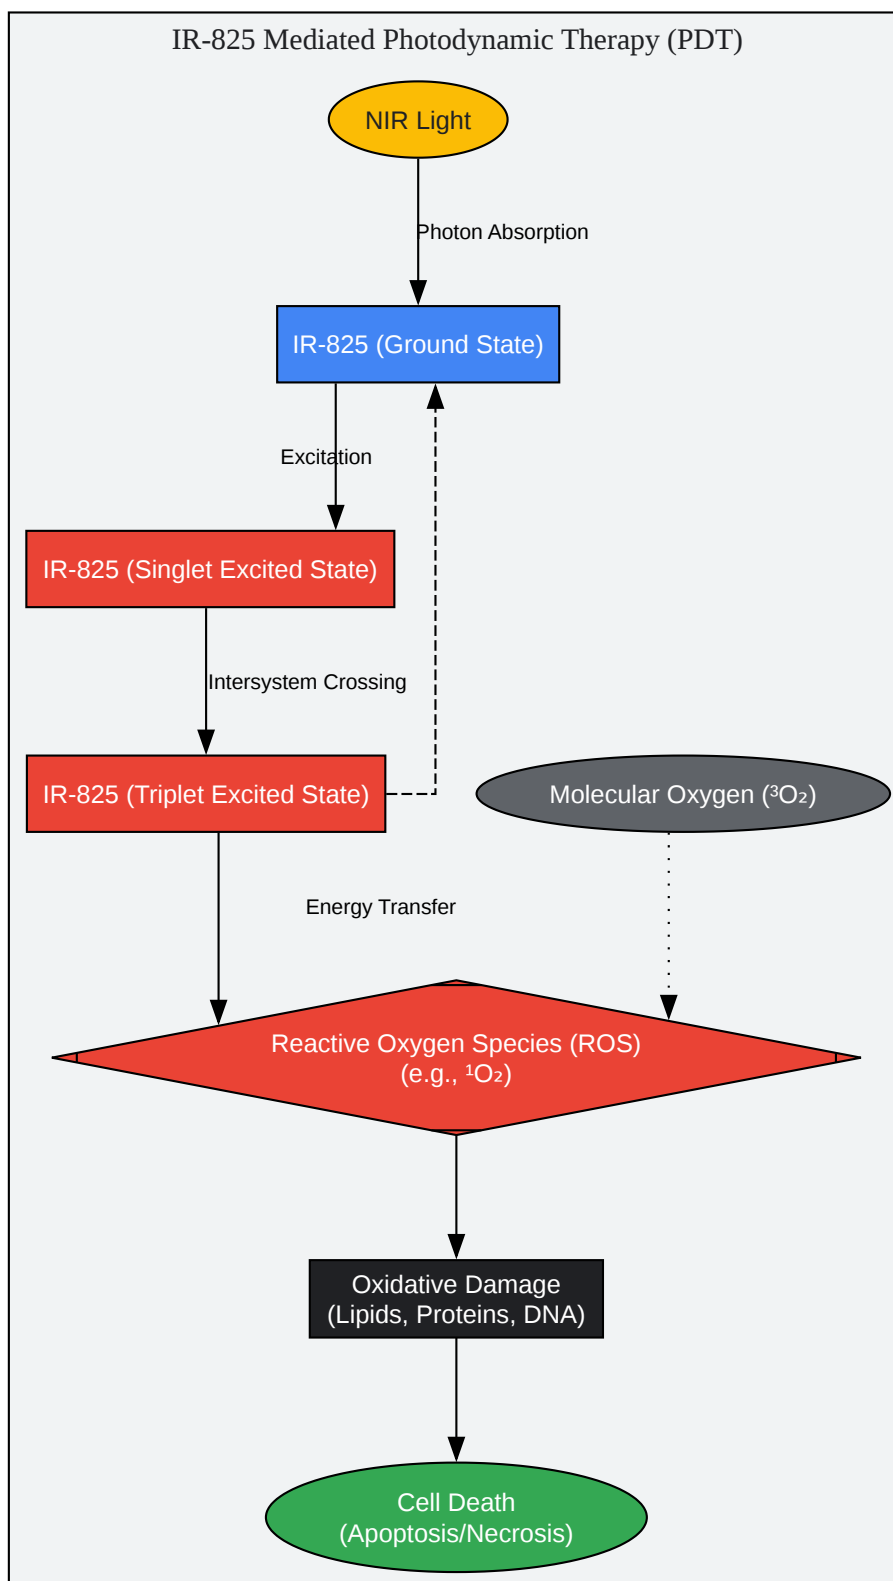 IR-825 Mediated Photodynamic Therapy (PDT)
NIR Light
Photon Absorption
IR-825 (Ground State)
Excitation
IR-825 (Singlet Excited State)
Intersystem Crossing
IR-825 (Triplet Excited State)
Molecular Oxygen (³O₂)
Energy Transfer
Reactive Oxygen Species (ROS)
(e.g., ¹O₂)
Oxidative Damage
(Lipids, Proteins, DNA)
Cell Death
(Apoptosis/Necrosis)